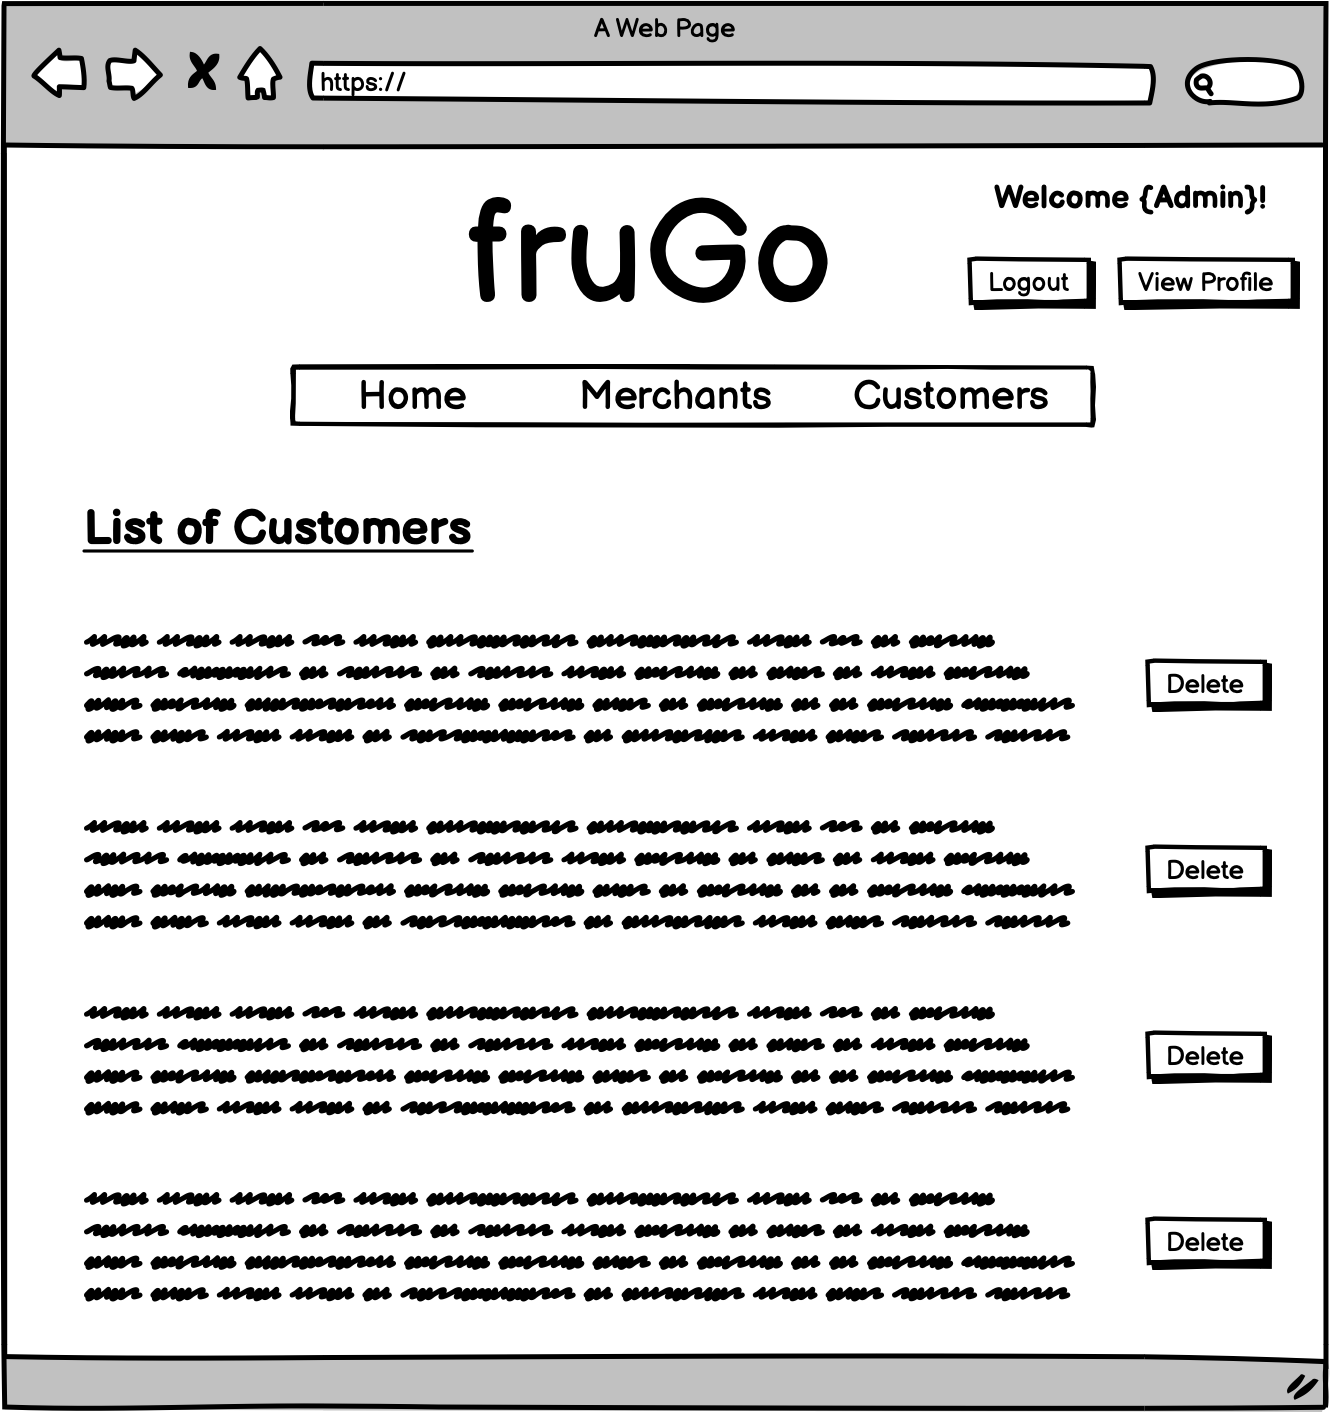 A Web Page
https://
fruGo
Welcome {Admin}!
Logout
View Profile
Home Merchants Customers
List of Customers
Delete
Delete
Delete
Delete